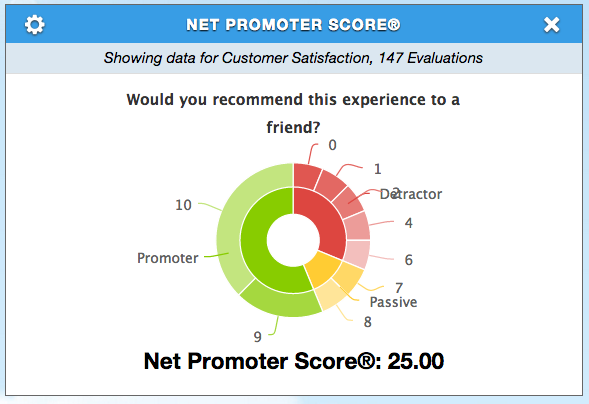 NET PROMOTER SCORE®
Showing data for Customer Satisfaction, 147 Evaluations
Would you recommend this experience to a
friend?
0
1
2
Detractor
4
6
7
Passive
8
9
Promoter
10
Net Promoter Score®: 25.00